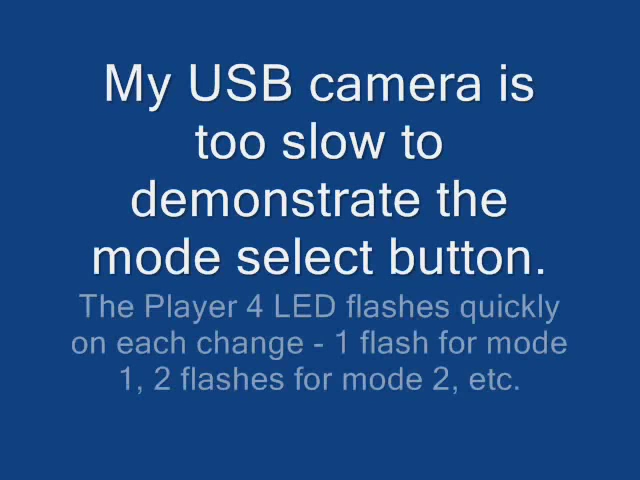 My USB camera is
too slow to
demonstrate the
mode select button.
The Player 4 LED flashes quickly
on each change - 1 flash for mode
1, 2 flashes for mode 2, etc.